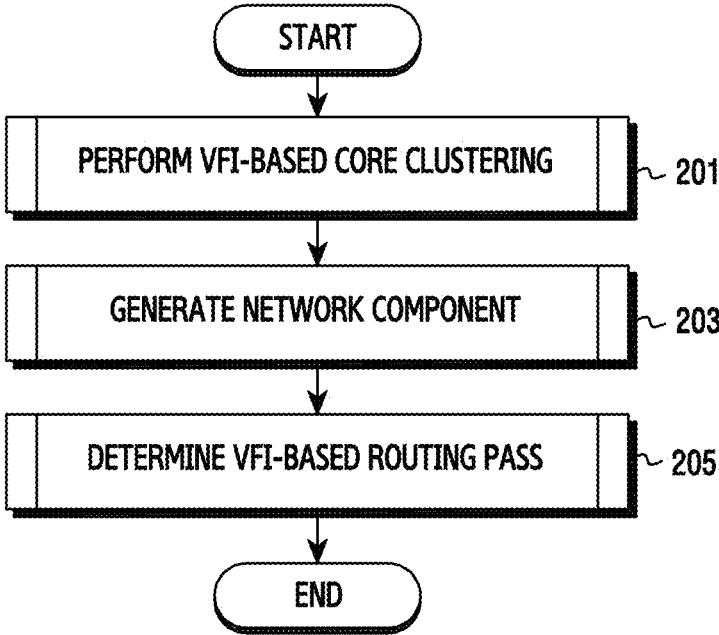 START
PERFORM VFI-BASED CORE CLUSTERING
201
GENERATE NETWORK COMPONENT
203
DETERMINE VFI-BASED ROUTING PASS
205
END